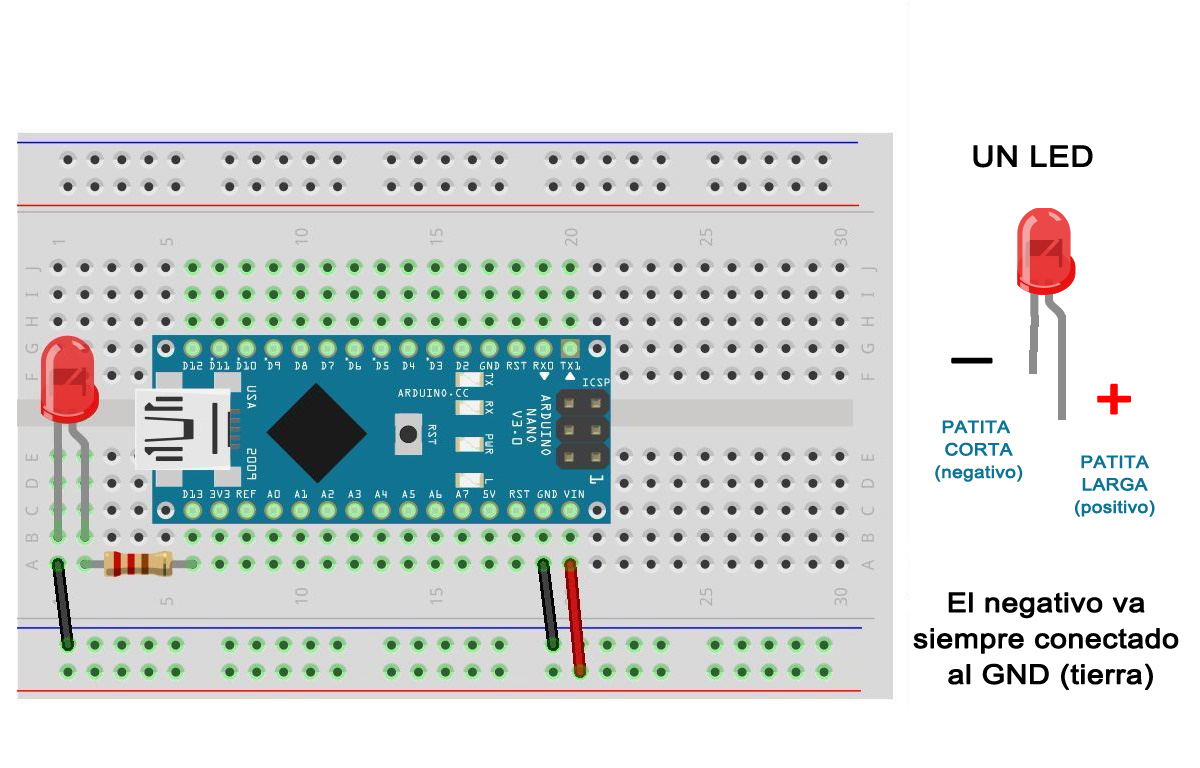 UN LED
1 5 10 15 20 25 30
J J
I I
H H
G G
F F
D12 D11 D10 D9 D8 D7 D6 D5 D4 D3 D2 GND RST RX0 TX1
ICSP
TX
ARDUINO.CC
RX
USA
RST
ARDUINO
NANO
V3.0
PWR
2009
L
1
D13 3V3 REF A0 A1 A2 A3 A4 A5 A6 A7 5V RST GND VIN
E E
D D
C C
B B
A A
1 5 10 15 20 25 30
PATITA
CORTA
(negativo)
+
PATITA
LARGA
(positivo)
El negativo va
siempre conectado
al GND (tierra)